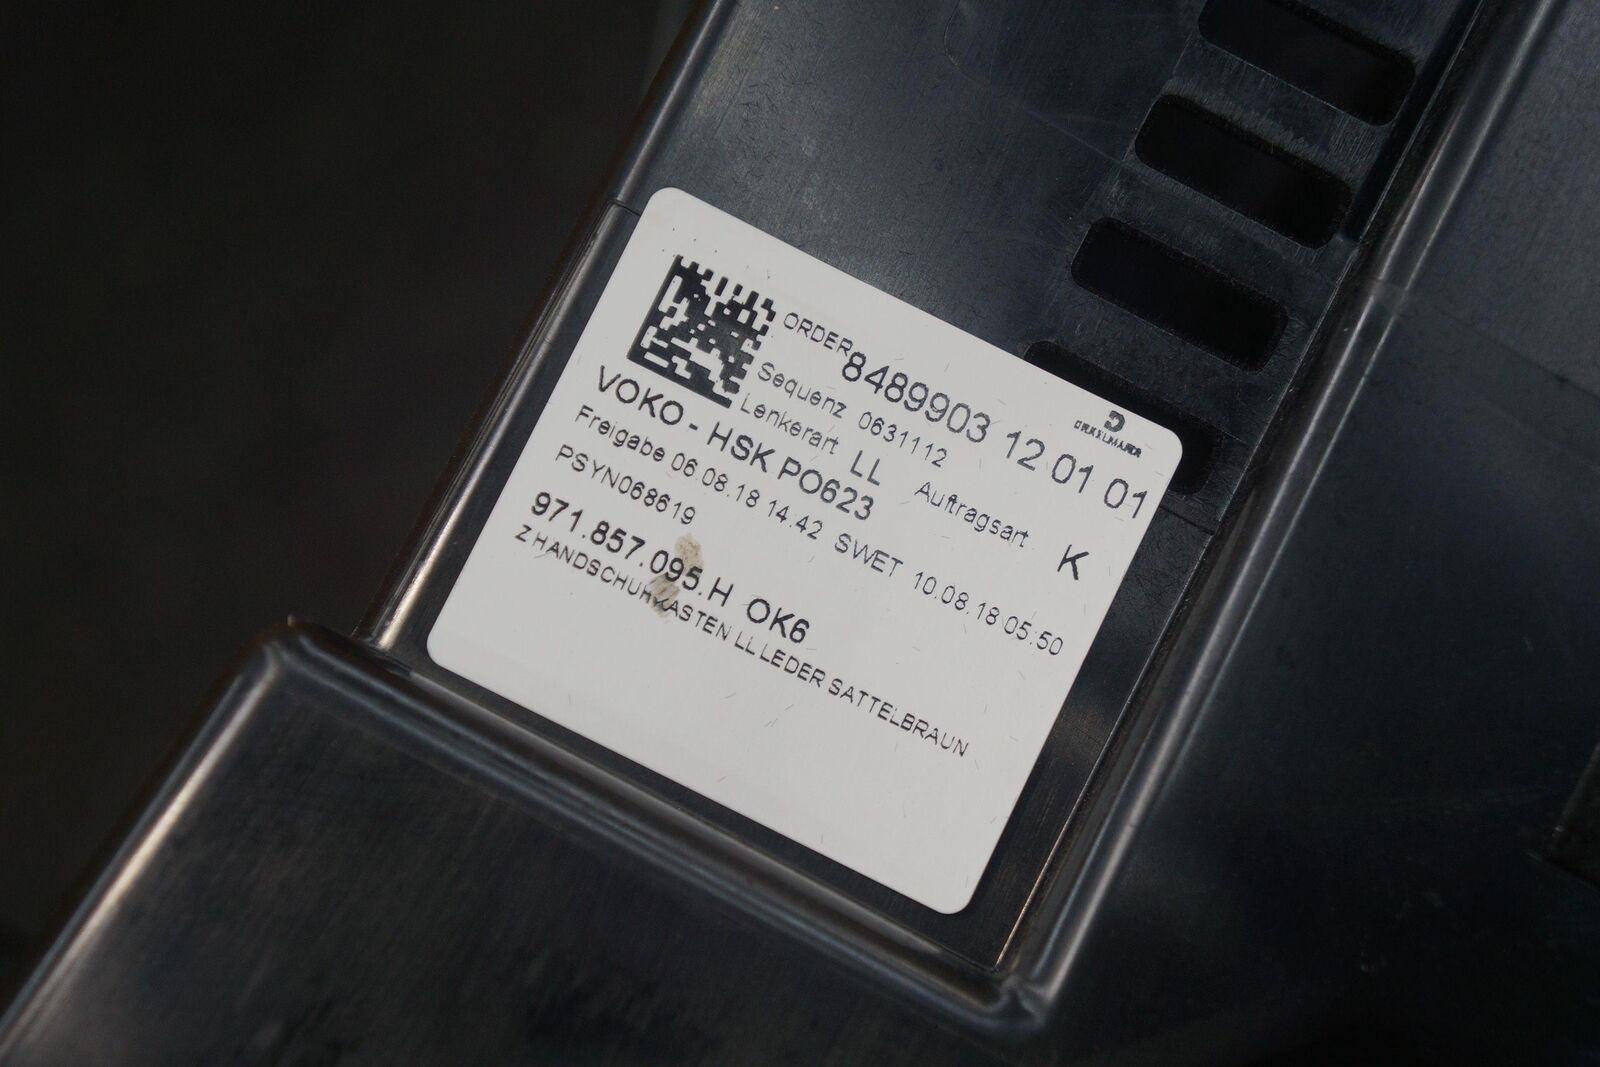 DRÄXLMAIER
ORDER 8489903 12 01 01
Sequenz 0631112
Lenkerart LL Auftragsart K
VOKO - HSK PO623
Freigabe 06.08.18 14:42 SWET 10.08.18 05:50
PSYN068619
971.857.095.H OK6
Z HANDSCHUHKASTEN LL LEDER SATTELBRAUN